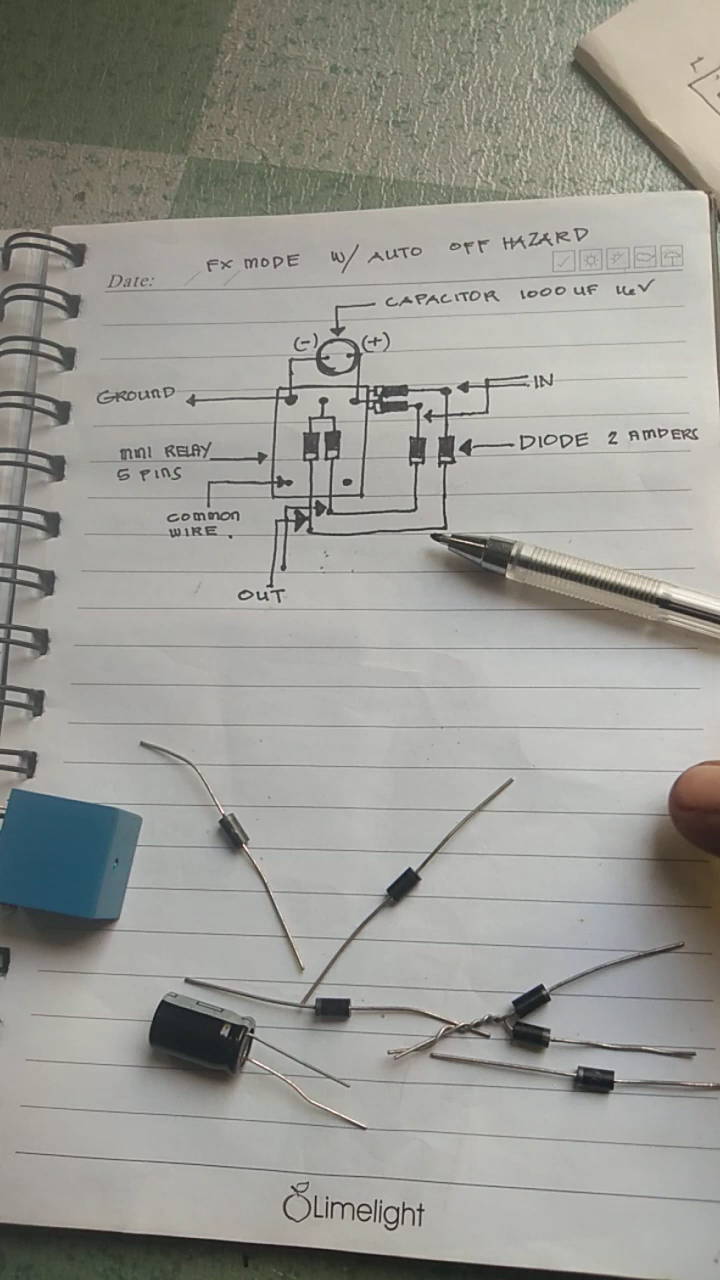 FX MODE W/ AUTO OFF HAZARD
Date:
CAPACITOR 1000 UF 16V
(-) (+)
GROUND
IN
DIODE 2 AMPERS
MINI RELAY
5 PINS
COMMON
WIRE.
OUT
Limelight